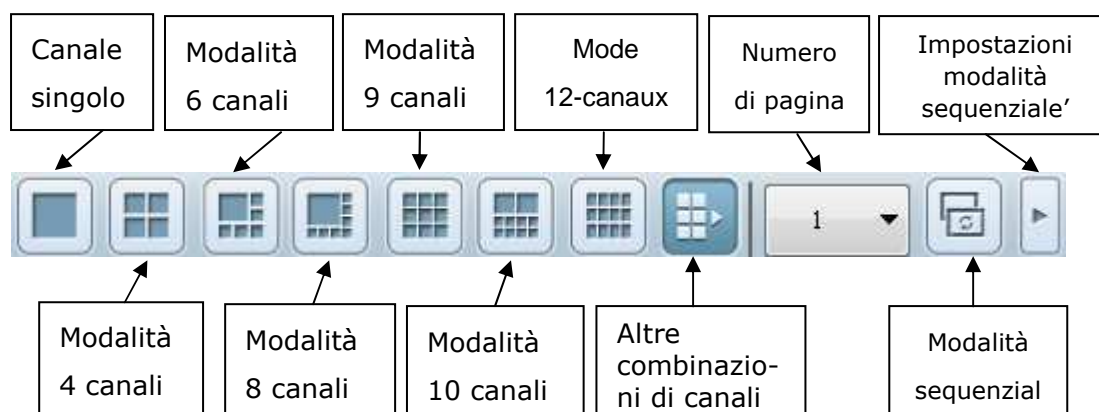 Canale
singolo
Modalità
6 canali
Modalità
9 canali
Mode
12-canaux
Numero
di pagina
Impostazioni
modalità
sequenziale’
1
Modalità
4 canali
Modalità
8 canali
Modalità
10 canali
Altre
combinazio-
ni di canali
Modalità
sequenzial